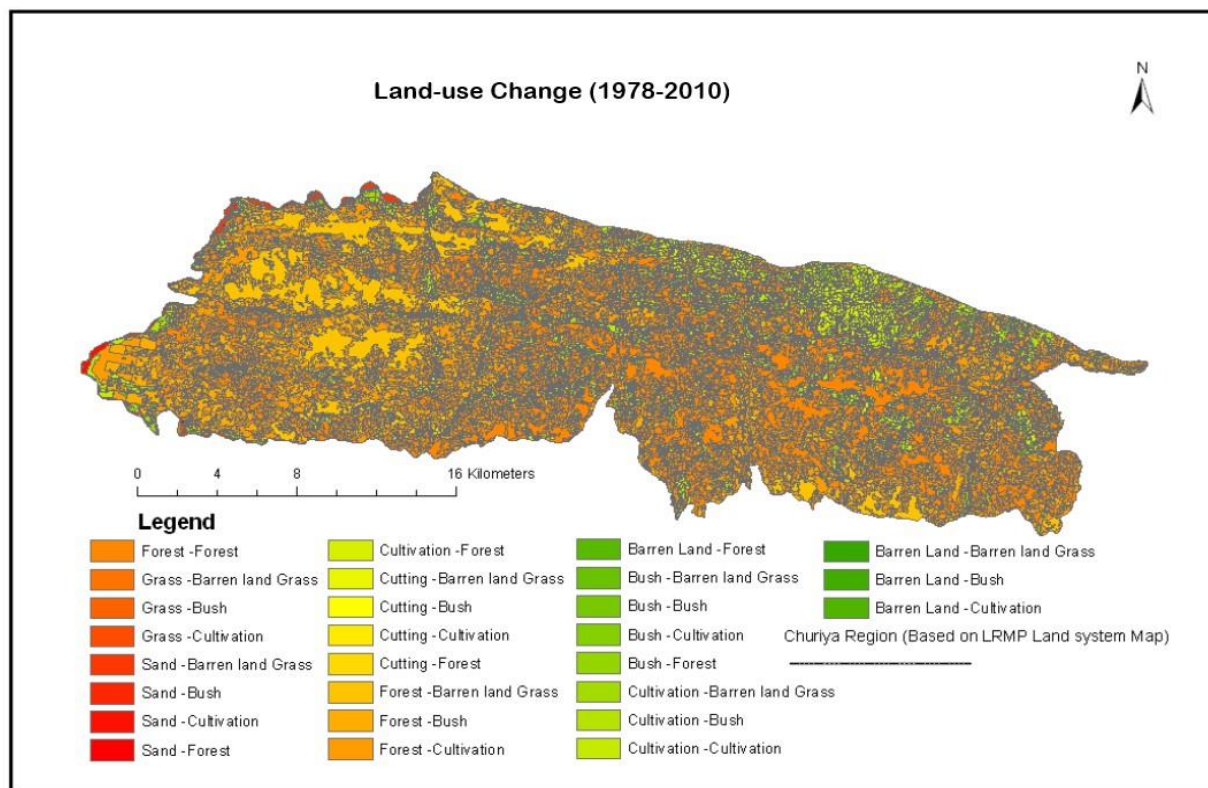 Land-use Change (1978-2010)
N
0 4 8 16 Kilometers
Legend
Forest -Forest
Grass -Barren land Grass
Grass -Bush
Grass -Cultivation
Sand -Barren land Grass
Sand -Bush
Sand -Cultivation
Sand -Forest
Cultivation -Forest
Cutting -Barren land Grass
Cutting -Bush
Cutting -Cultivation
Cutting -Forest
Forest -Barren land Grass
Forest -Bush
Forest -Cultivation
Barren Land -Forest
Bush -Barren land Grass
Bush -Bush
Bush -Cultivation
Bush -Forest
Cultivation -Barren land Grass
Cultivation -Bush
Cultivation -Cultivation
Barren Land -Barren land Grass
Barren Land -Bush
Barren Land -Cultivation
Churiya Region (Based on LRMP Land system Map)